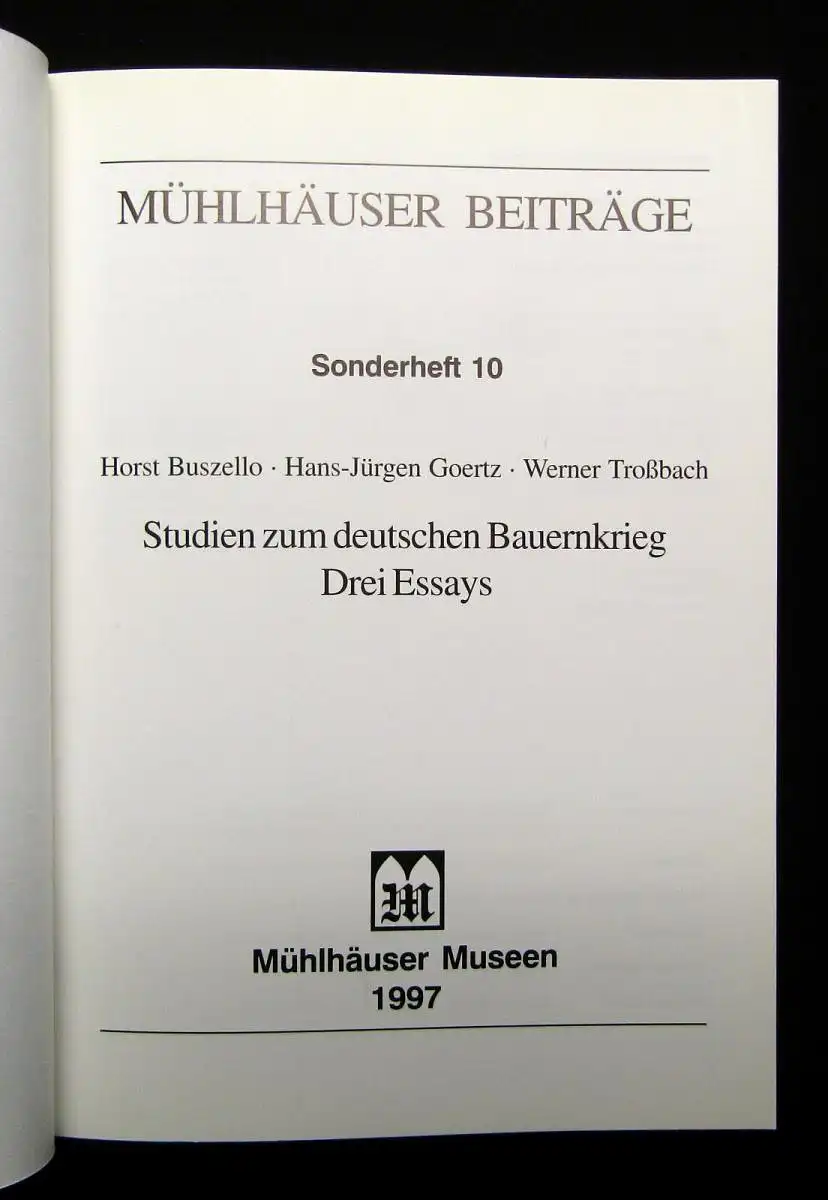 MÜHLHÄUSER BEITRÄGE
Sonderheft 10
Horst Buszello · Hans-Jürgen Goertz · Werner Troßbach
Studien zum deutschen Bauernkrieg
Drei Essays
M
Mühlhäuser Museen
1997